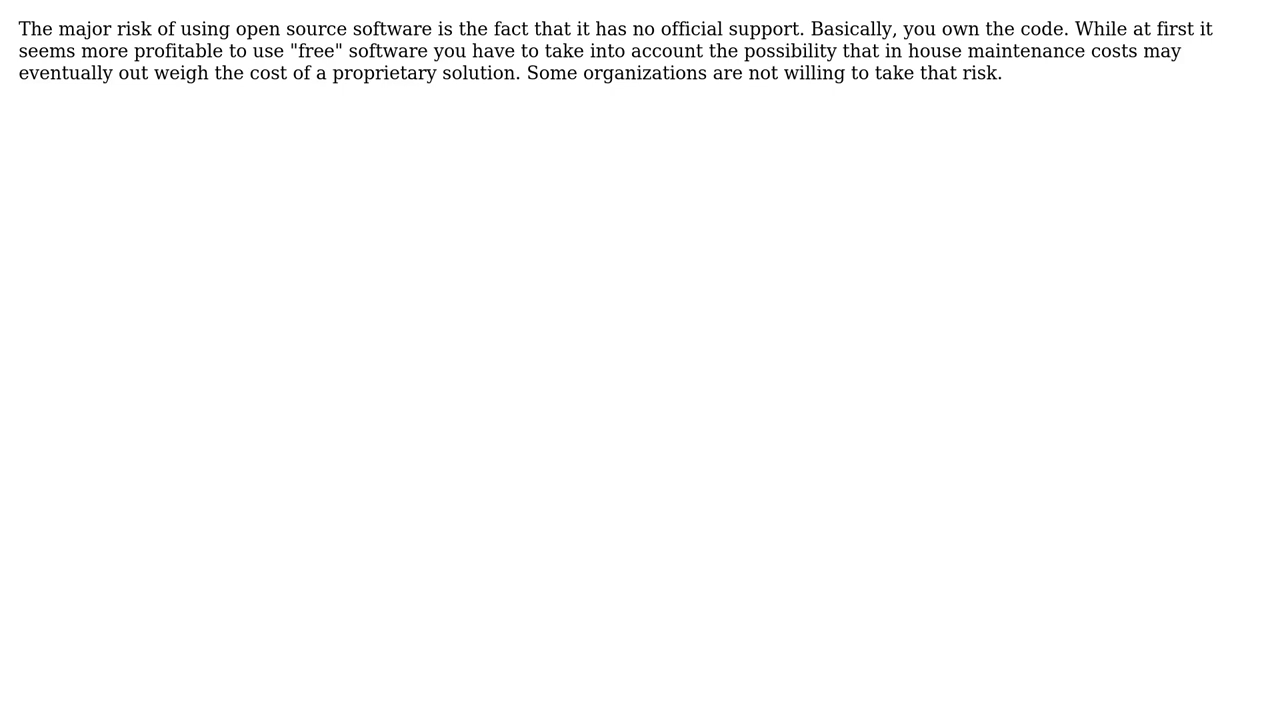 The major risk of using open source software is the fact that it has no official support. Basically, you own the code. While at first it
seems more profitable to use "free" software you have to take into account the possibility that in house maintenance costs may
eventually out weigh the cost of a proprietary solution. Some organizations are not willing to take that risk.